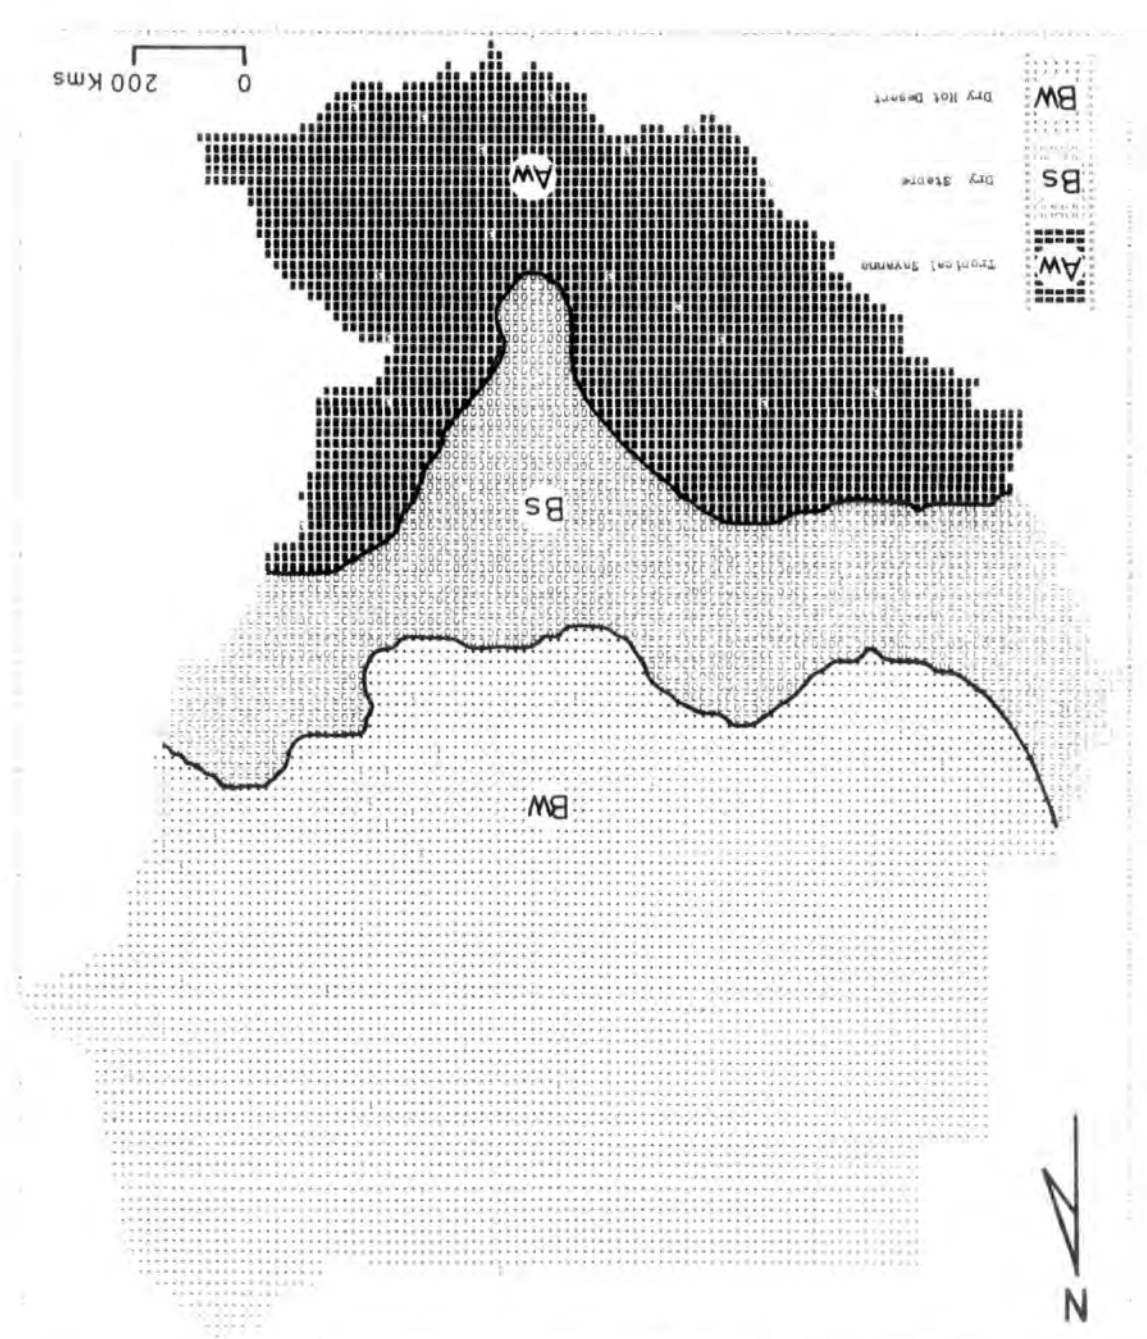 N
BW
Bs
Aw Tropical Savanna
Bs Dry Steppe
Aw
BW Dry Hot Desert
0 200 Kms